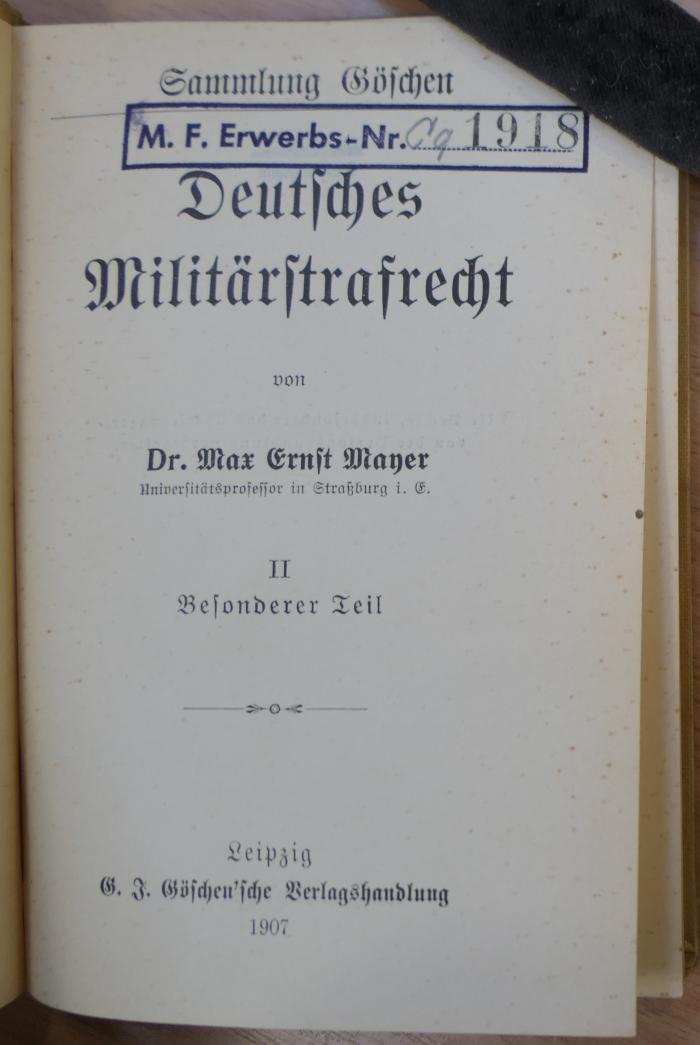 Sammlung Göschen
M. F. Erwerbs-Nr. Cq 1918
Deutsches
Militärstrafrecht
von
Dr. Max Ernst Mayer
Universitätsprofessor in Straßburg i. E.
II
Besonderer Teil
Leipzig
G. J. Göschen'sche Verlagshandlung
1907